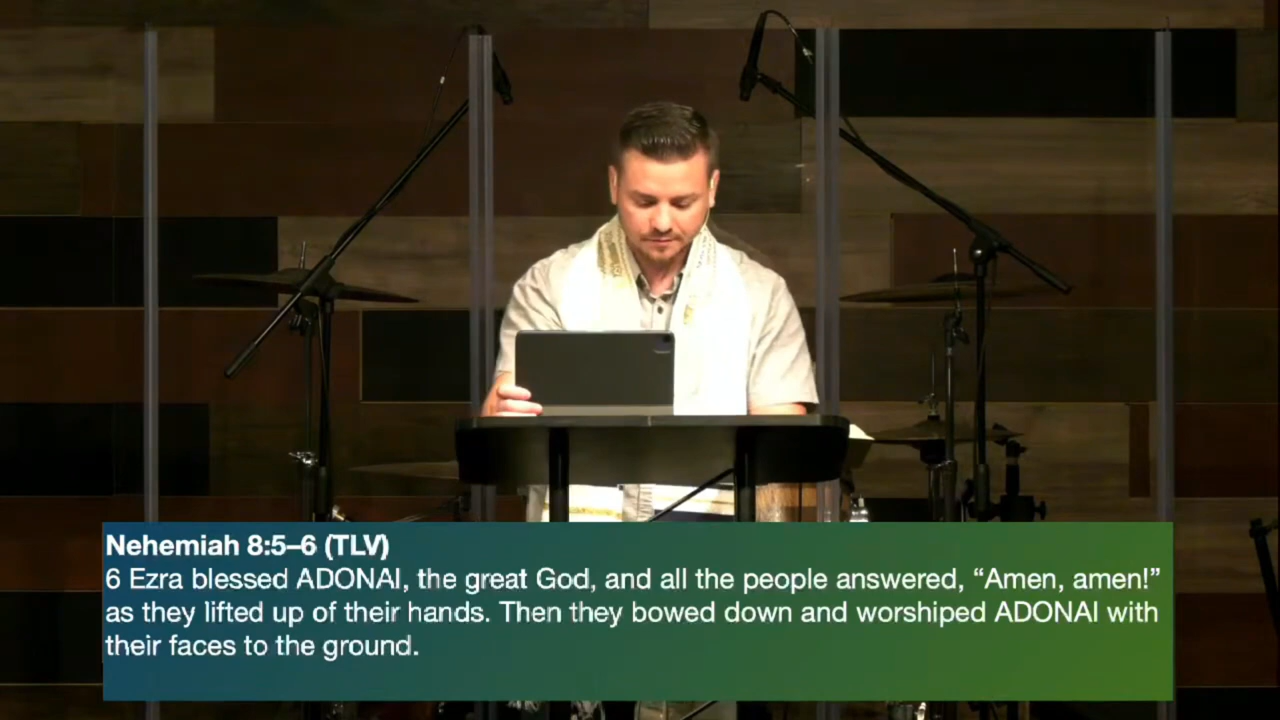 Nehemiah 8:5–6 (TLV)
6 Ezra blessed ADONAI, the great God, and all the people answered, “Amen, amen!”
as they lifted up of their hands. Then they bowed down and worshiped ADONAI with
their faces to the ground.